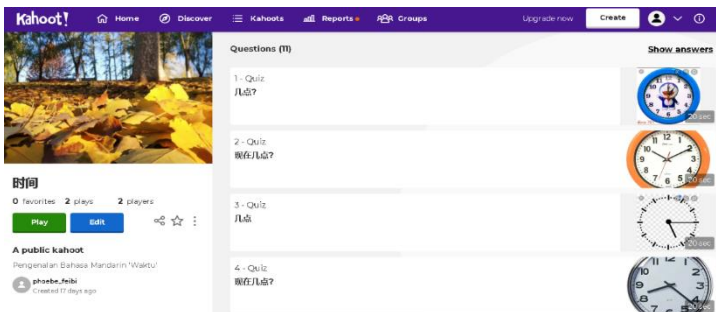 Kahoot! Home Discover Kahoots Reports Groups Upgrade now Create
Questions (11) Show answers
1 - Quiz
几点?
20 sec
2 - Quiz
现在几点?
20 sec
3 - Quiz
几点
20 sec
4 - Quiz
现在几点?
20 sec
时间
0 favorites 2 plays 2 players
Play Edit
A public kahoot
Pengenalan Bahasa Mandarin 'Waktu'
phoebe_feibi
Created 17 days ago